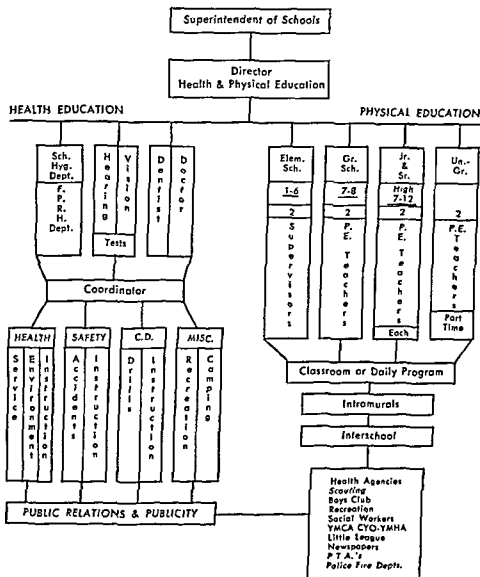 Superintendent of Schools
Director
Health & Physical Education
HEALTH EDUCATION
PHYSICAL EDUCATION
Sch.
Hyg.
Dept.
F.
P.
R.
H.
Dept.
Hearing
Vision
Tests
Dentist
Doctor
Elem.
Sch.
1-6
2
Supervisors
Gr.
Sch.
7-8
2
P.E. Teachers
Jr.
&
Sr.
High
7-12
2
P.E. Teachers
Each
Un.-
Gr.
2
P.E. Teachers
Part
Time
Coordinator
HEALTH
Service
Environment
Instruction
SAFETY
Accidents
Instruction
C.D.
Drills
Instruction
MISC.
Recreation
Camping
Classroom or Daily Program
Intramurals
Interschool
PUBLIC RELATIONS & PUBLICITY
Health Agencies
Scouting
Boys Club
Recreation
Social Workers
YMCA CYO-YMHA
Little League
Newspapers
P T A.'s
Police Fire Depts.